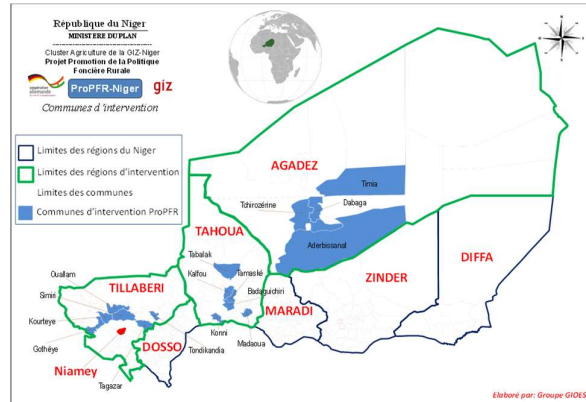 République du Niger
MINISTERE DU PLAN
Cluster Agriculture de la GIZ-Niger
Projet Promotion de la Politique
Foncière Rurale
ProPFR-Niger
giz
Communes d'intervention
Limites des régions du Niger
Limites des régions d'intervention
Limites des communes
Communes d'intervention ProPFR
AGADEZ
Timia
Tchirozérine
Dabaga
Aderbissanat
TAHOUA
Tabalak
Kalfou
Tamaské
Badaguichiri
Ouallam
TILLABERI
Simiri
Kourteye
Gothèye
Niamey
Tagazar
DOSSO
Tondikandia
Konni
Madaoua
MARADI
ZINDER
DIFFA
Elaboré par: Groupe GIOES